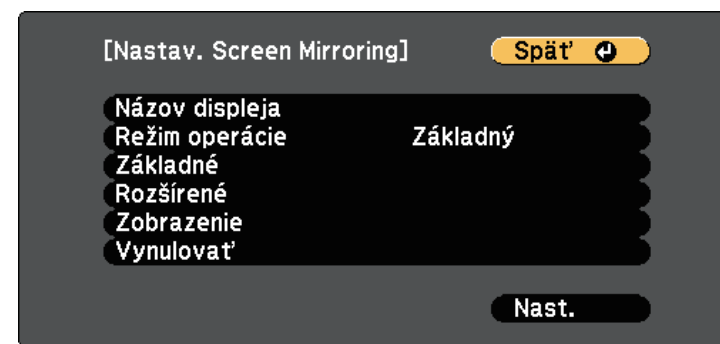 [Nastav. Screen Mirroring] Späť
Názov displeja
Režim operácie Základný
Základné
Rozšírené
Zobrazenie
Vynulovať
Nast.